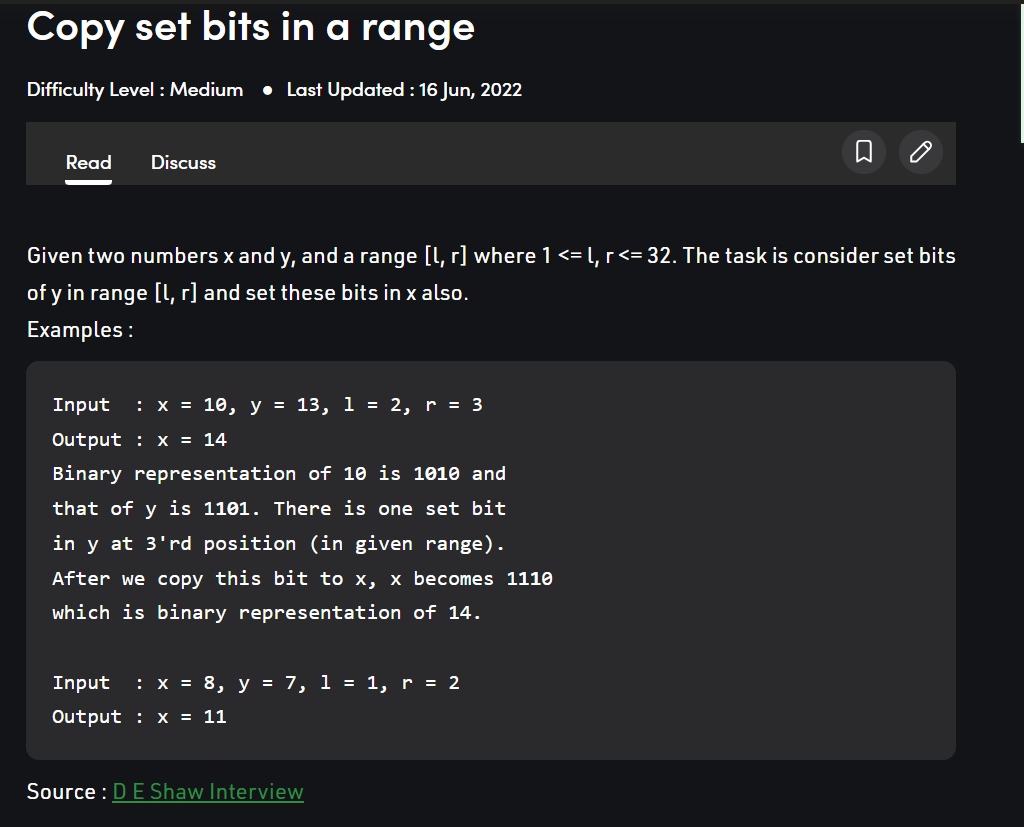 Copy set bits in a range
Difficulty Level : Medium ● Last Updated : 16 Jun, 2022
Read Discuss
Given two numbers x and y, and a range [l, r] where 1 <= l, r <= 32. The task is consider set bits
of y in range [l, r] and set these bits in x also.
Examples :
Input  : x = 10, y = 13, l = 2, r = 3
Output : x = 14
Binary representation of 10 is 1010 and
that of y is 1101. There is one set bit
in y at 3'rd position (in given range).
After we copy this bit to x, x becomes 1110
which is binary representation of 14.
Input  : x = 8, y = 7, l = 1, r = 2
Output : x = 11
Source : D E Shaw Interview